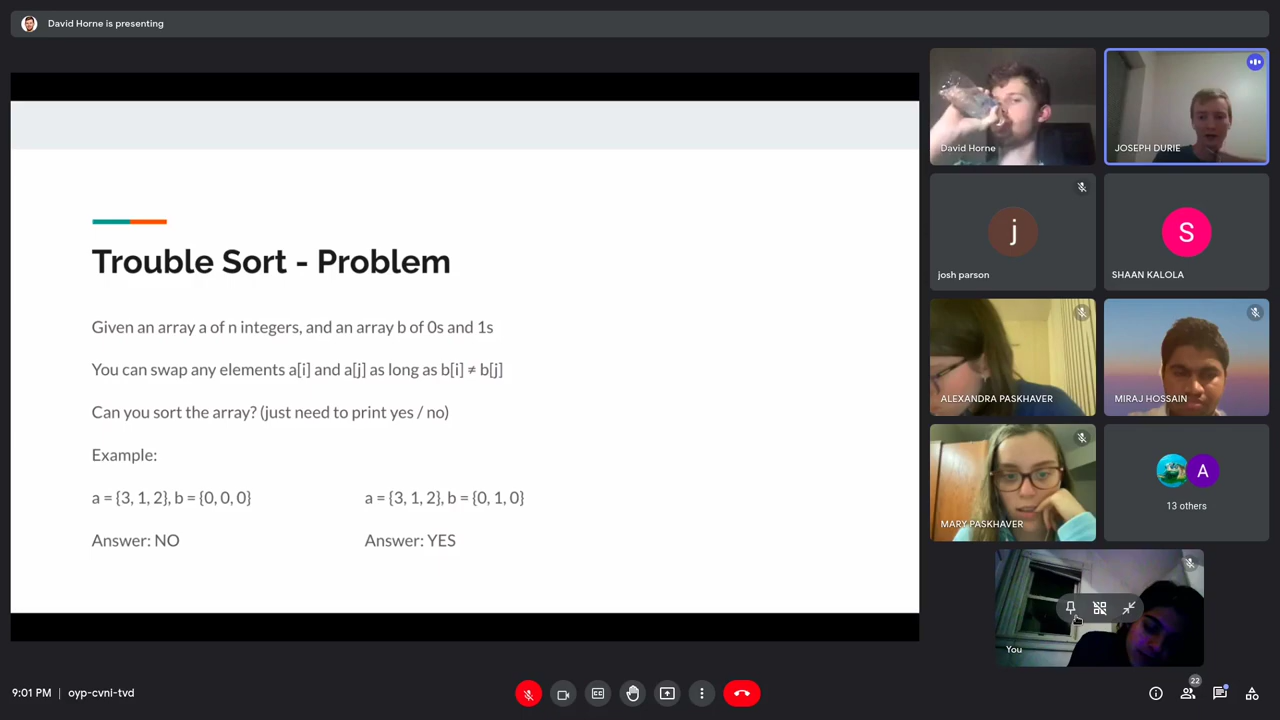 David Horne is presenting
Trouble Sort - Problem
Given an array a of n integers, and an array b of 0s and 1s
You can swap any elements a[i] and a[j] as long as b[i] ≠ b[j]
Can you sort the array? (just need to print yes / no)
Example:
a = {3, 1, 2}, b = {0, 0, 0}
a = {3, 1, 2}, b = {0, 1, 0}
Answer: NO
Answer: YES
David Horne
JOSEPH DURIE
j
josh parson
S
SHAAN KALOLA
ALEXANDRA PASKHAVER
MIRAJ HOSSAIN
MARY PASKHAVER
A
13 others
You
9:01 PM | oyp-cvni-tvd
CC
22